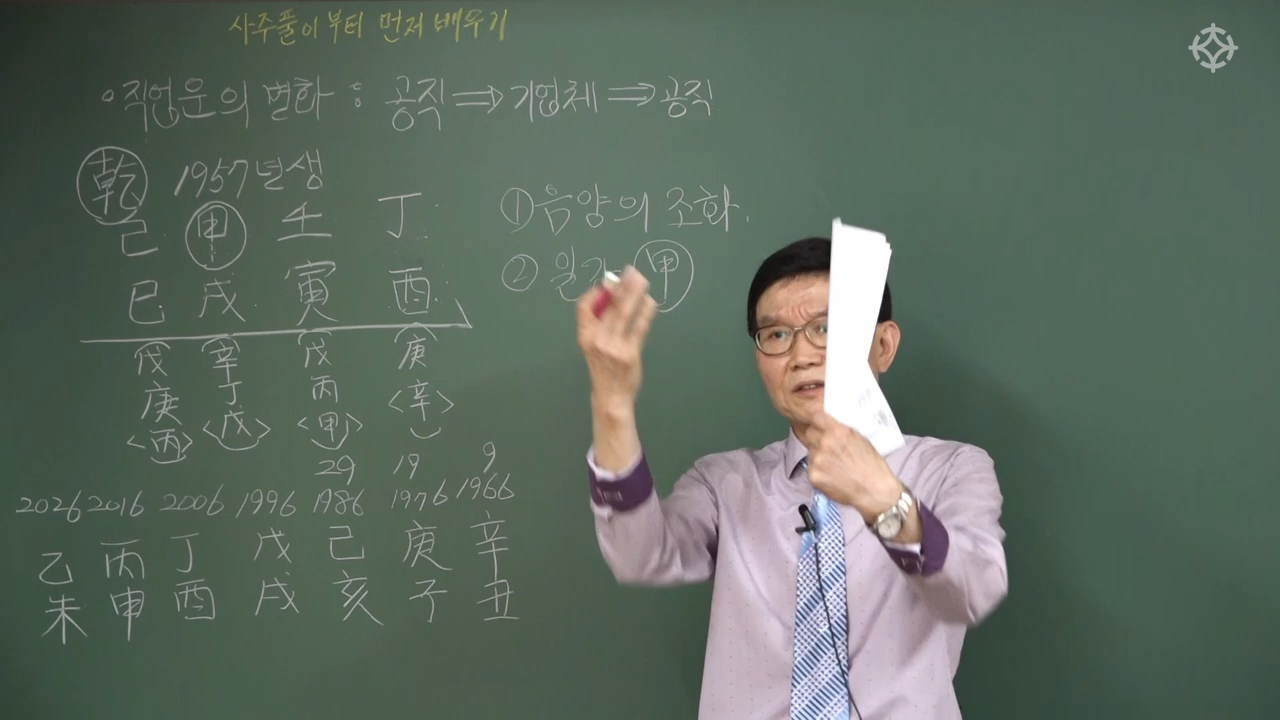 사주풀이부터 먼저 배우기
◦직업운의 변화 : 공직 ⇒ 기업체 ⇒ 공직
乾 1957년생
己 甲 壬 丁
巳 戌 寅 酉
戊 辛 戊 庚
庚 丁 丙 <辛>
<丙> <戊> <甲>
29 19 9
2026 2016 2006 1996 1986 1976 1966
乙 丙 丁 戊 己 庚 辛
未 申 酉 戌 亥 子 丑
① 음양의 조화.
② 일간 甲